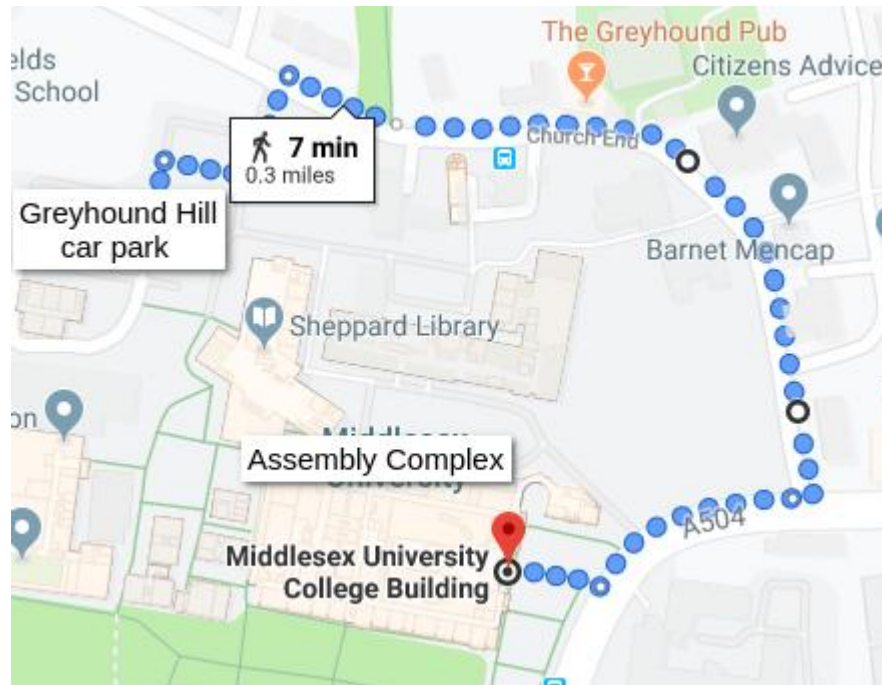 The Greyhound Pub
elds
School
Citizens Advice
Church End
7 min
0.3 miles
Greyhound Hill
car park
Barnet Mencap
Sheppard Library
on
Middlesex
University
Assembly Complex
A504
Middlesex University
College Building